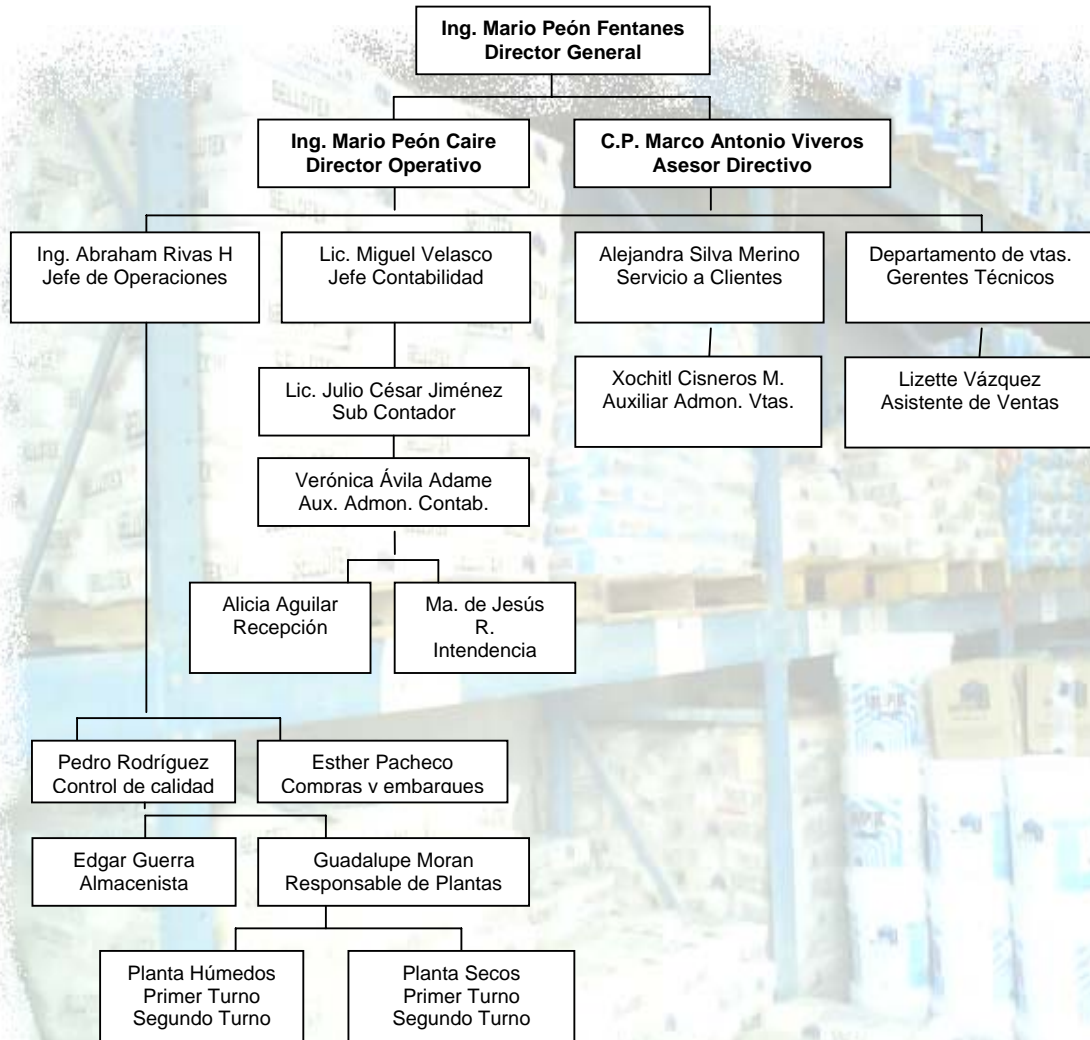 Ing. Mario Peón Fentanes
Director General
Ing. Mario Peón Caire
Director Operativo
C.P. Marco Antonio Viveros
Asesor Directivo
Ing. Abraham Rivas H
Jefe de Operaciones
Lic. Miguel Velasco
Jefe Contabilidad
Alejandra Silva Merino
Servicio a Clientes
Departamento de vtas.
Gerentes Técnicos
Lic. Julio César Jiménez
Sub Contador
Xochitl Cisneros M.
Auxiliar Admon. Vtas.
Lizette Vázquez
Asistente de Ventas
Verónica Ávila Adame
Aux. Admon. Contab.
Alicia Aguilar
Recepción
Ma. de Jesús
R.
Intendencia
Pedro Rodríguez
Control de calidad
Esther Pacheco
Compras y embarques
Edgar Guerra
Almacenista
Guadalupe Moran
Responsable de Plantas
Planta Húmedos
Primer Turno
Segundo Turno
Planta Secos
Primer Turno
Segundo Turno